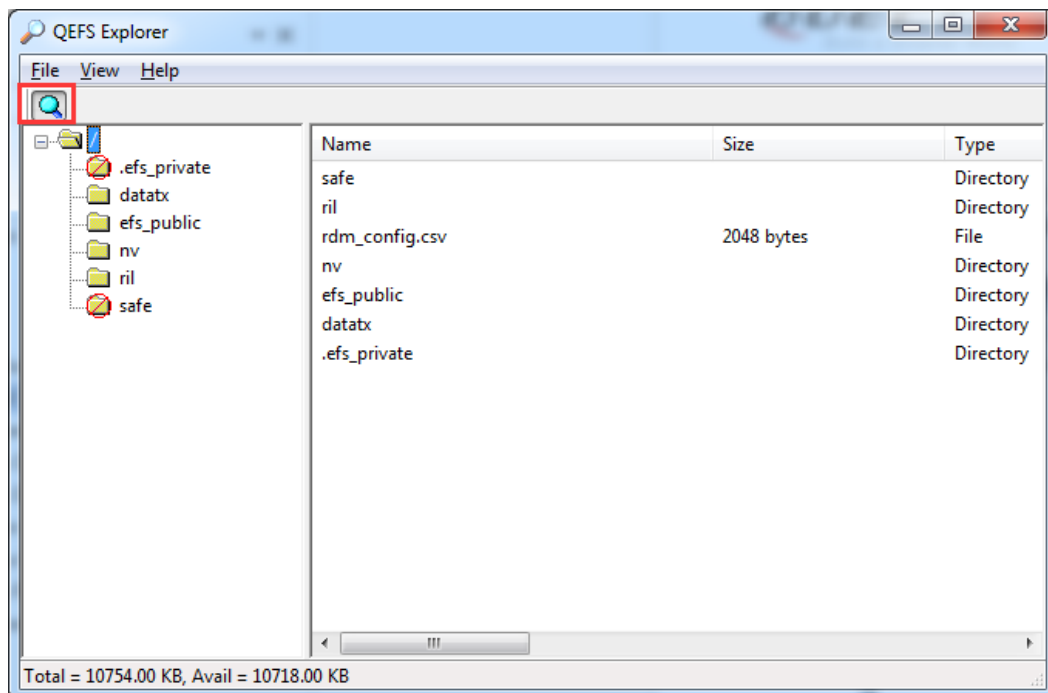 QEFS Explorer
File View Help
/
.efs_private
datatx
efs_public
nv
ril
safe
Name Size Type
safe Directory
ril Directory
rdm_config.csv 2048 bytes File
nv Directory
efs_public Directory
datatx Directory
.efs_private Directory
Total = 10754.00 KB, Avail = 10718.00 KB